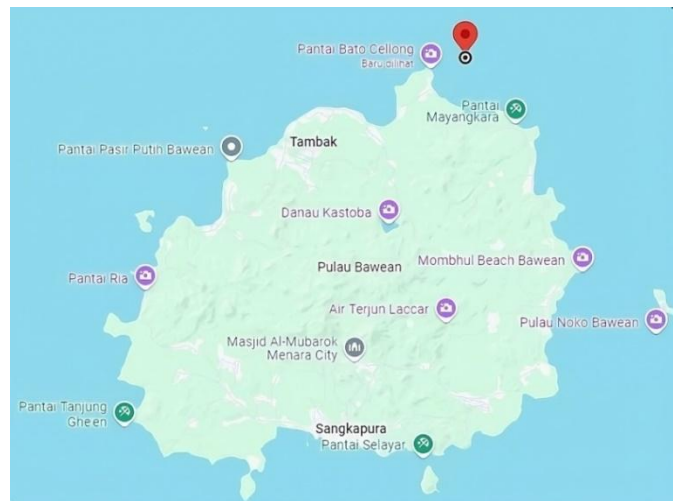 Pantai Bato Cellong
Baru dilihat
Pantai
Mayangkara
Tambak
Pantai Pasir Putih Bawean
Danau Kastoba
Mombhul Beach Bawean
Pulau Bawean
Pantai Ria
Air Terjun Laccar
Pulau Noko Bawean
Masjid Al-Mubarok
Menara City
Pantai Tanjung
Gheen
Sangkapura
Pantai Selayar